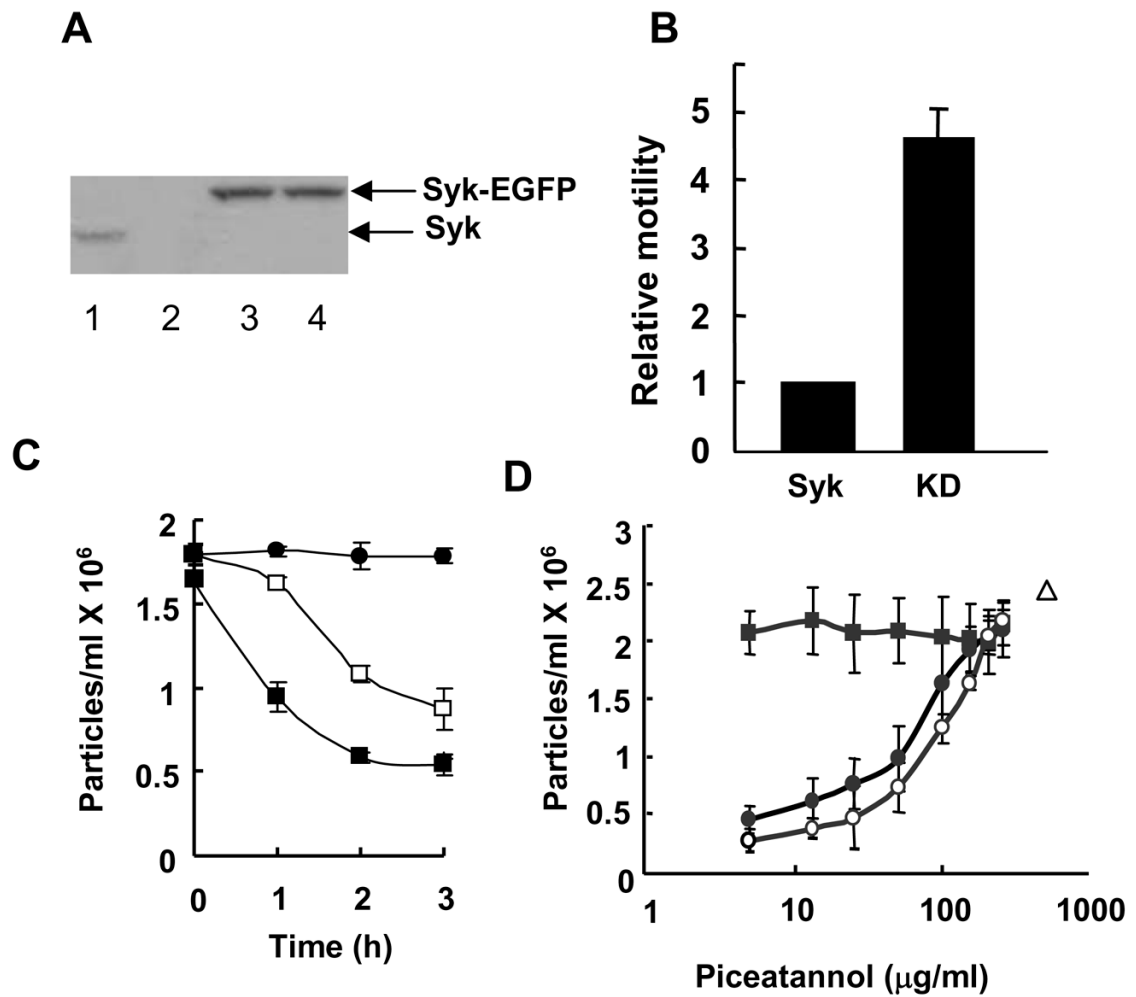 A
Syk-EGFP
Syk
1 2 3 4
B
Relative motility
5
4
3
2
1
0
Syk KD
C
Particles/ml X 10⁶
2
1.5
1
0.5
0
0 1 2 3
Time (h)
D
Particles/ml X 10⁶
3
2.5
2
1.5
1
0.5
0
1 10 100 1000
Piceatannol (μg/ml)